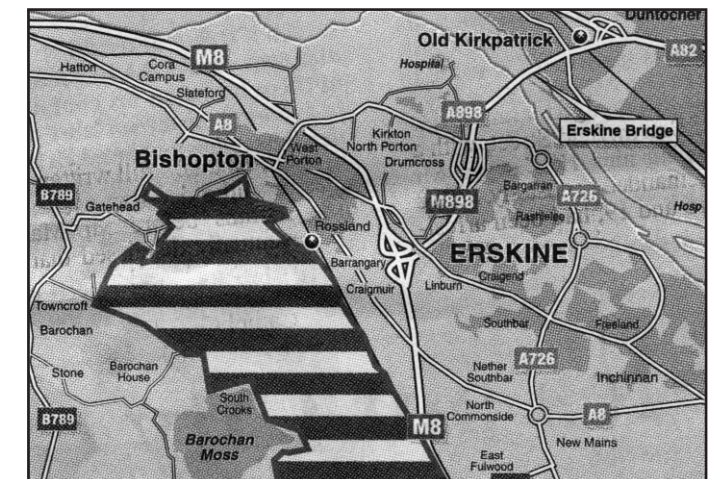 Duntocher
Old Kirkpatrick
M8
A82
Hatton
Cora
Campus
Hospital
Slateford
A898
A8
Kirkton
North Porton
Erskine Bridge
West
Porton
Drumcross
Bishopton
Bargarran
B789
M898
A726
Gatehead
Rashielee
Hosp
Rossland
ERSKINE
Barrangary
Craigend
Craigmuir
Linburn
Towncroft
Southbar
Freeland
Barochan
A726
Stone
Barochan
House
Nether
Southbar
Inchinnan
South
Crooks
North
Commonside
A8
B789
M8
Barochan
Moss
New Mains
East
Fulwood